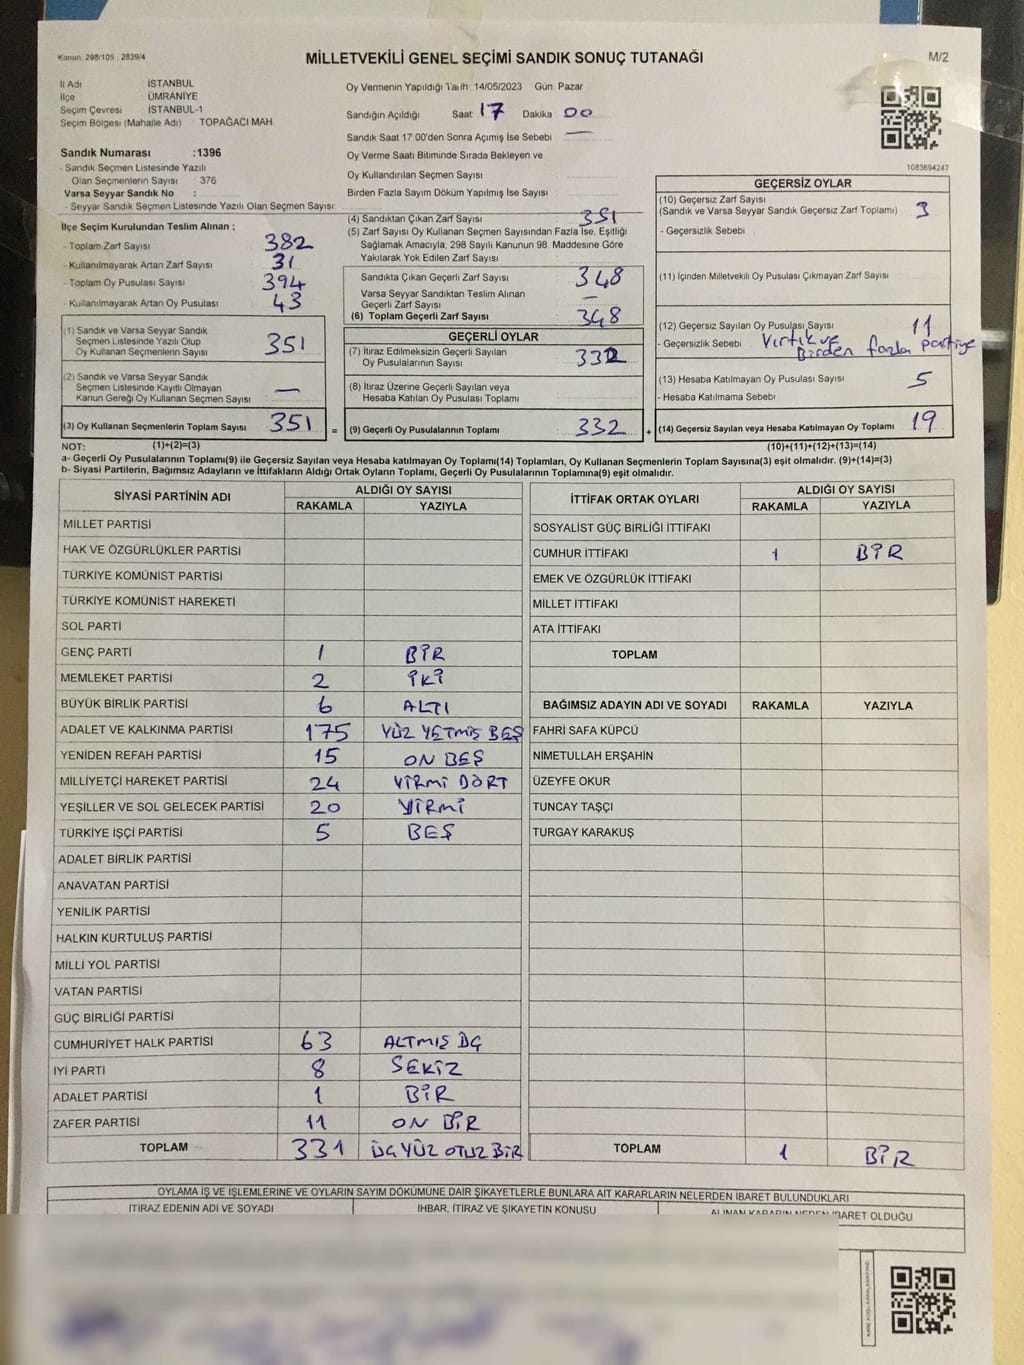 Kanun: 298/105 , 2839/4
MİLLETVEKİLİ GENEL SEÇİMİ SANDIK SONUÇ TUTANAĞI
M/2
İl Adı İSTANBUL
İlçe ÜMRANİYE
Seçim Çevresi İSTANBUL-1
Seçim Bölgesi (Mahalle Adı) TOPAĞACI MAH.
Oy Vermenin Yapıldığı Tarih :14/05/2023 Gün: Pazar
Sandığın Açıldığı Saat: 17 Dakika 00
Sandık Saat 17:00'den Sonra Açımış İse Sebebi : —
Oy Verme Saati Bitiminde Sırada Bekleyen ve
Oy Kullandırılan Seçmen Sayısı
Birden Fazla Sayım Döküm Yapılmış İse Sayısı :
Sandık Numarası :1396
- Sandık Seçmen Listesinde Yazılı
Olan Seçmenlerin Sayısı : 376
Varsa Seyyar Sandık No :
- Seyyar Sandık Seçmen Listesinde Yazılı Olan Seçmen Sayısı:
1083694247
İlçe Seçim Kurulundan Teslim Alınan ;
- Toplam Zarf Sayısı 382
- Kullanılmayarak Artan Zarf Sayısı 31
- Toplam Oy Pusulası Sayısı 394
- Kullanılmayarak Artan Oy Pusulası : 43
(1) Sandık ve Varsa Seyyar Sandık
Seçmen Listesinde Yazılı Olup
Oy Kullanan Seçmenlerin Sayısı 351
(2) Sandık ve Varsa Seyyar Sandık
Seçmen Listesinde Kayıtlı Olmayan
Kanun Gereği Oy Kullanan Seçmen Sayısı —
(3) Oy Kullanan Seçmenlerin Toplam Sayısı 351 =
(4) Sandıktan Çıkan Zarf Sayısı 351
(5) Zarf Sayısı Oy Kullanan Seçmen Sayısından Fazla İse, Eşitliği
Sağlamak Amacıyla, 298 Sayılı Kanunun 98. Maddesine Göre
Yakılarak Yok Edilen Zarf Sayısı :
Sandıkta Çıkan Geçerli Zarf Sayısı 348
Varsa Seyyar Sandıktan Teslim Alınan
Geçerli Zarf Sayısı —
(6) Toplam Geçerli Zarf Sayısı 348
GEÇERLİ OYLAR
(7) İtiraz Edilmeksizin Geçerli Sayılan
Oy Pusulalarının Sayısı 332
(8) İtiraz Üzerine Geçerli Sayılan veya
Hesaba Katılan Oy Pusulası Toplamı
(9) Geçerli Oy Pusulalarının Toplamı 332 +
GEÇERSİZ OYLAR
(10) Geçersiz Zarf Sayısı
(Sandık ve Varsa Seyyar Sandık Geçersiz Zarf Toplamı) 3
- Geçersizlik Sebebi :
(11) İçinden Milletvekili Oy Pusulası Çıkmayan Zarf Sayısı
(12) Geçersiz Sayılan Oy Pusulası Sayısı 11
- Geçersizlik Sebebi : Yırtık ve
Birden fazla partiye
(13) Hesaba Katılmayan Oy Pusulası Sayısı 5
- Hesaba Katılmama Sebebi :
(14) Geçersiz Sayılan veya Hesaba Katılmayan Oy Toplamı 19
NOT: (1)+(2)=(3) (10)+(11)+(12)+(13)=(14)
a- Geçerli Oy Pusulalarının Toplamı(9) ile Geçersiz Sayılan veya Hesaba katılmayan Oy Toplamı(14) Toplamları, Oy Kullanan Seçmenlerin Toplam Sayısına(3) eşit olmalıdır. (9)+(14)=(3)
b- Siyasi Partilerin, Bağımsız Adayların ve İttifakların Aldığı Ortak Oyların Toplamı, Geçerli Oy Pusulalarının Toplamına(9) eşit olmalıdır.
SİYASİ PARTİNİN ADI ALDIĞI OY SAYISI
RAKAMLA YAZIYLA
MİLLET PARTİSİ
HAK VE ÖZGÜRLÜKLER PARTİSİ
TÜRKİYE KOMÜNİST PARTİSİ
TÜRKİYE KOMÜNİST HAREKETİ
SOL PARTİ
GENÇ PARTİ 1 BİR
MEMLEKET PARTİSİ 2 İKİ
BÜYÜK BİRLİK PARTİSİ 6 ALTI
ADALET VE KALKINMA PARTİSİ 175 YÜZ YETMİŞ BEŞ
YENİDEN REFAH PARTİSİ 15 ON BEŞ
MİLLİYETÇİ HAREKET PARTİSİ 24 YİRMİ DÖRT
YEŞİLLER VE SOL GELECEK PARTİSİ 20 YİRMİ
TÜRKİYE İŞÇİ PARTİSİ 5 BEŞ
ADALET BİRLİK PARTİSİ
ANAVATAN PARTİSİ
YENİLİK PARTİSİ
HALKIN KURTULUŞ PARTİSİ
MİLLİ YOL PARTİSİ
VATAN PARTİSİ
GÜÇ BİRLİĞİ PARTİSİ
CUMHURİYET HALK PARTİSİ 63 ALTMIŞ ÜÇ
İYİ PARTİ 8 SEKİZ
ADALET PARTİSİ 1 BİR
ZAFER PARTİSİ 11 ON BİR
TOPLAM 331 ÜÇ YÜZ OTUZ BİR
İTTİFAK ORTAK OYLARI ALDIĞI OY SAYISI
RAKAMLA YAZIYLA
SOSYALİST GÜÇ BİRLİĞİ İTTİFAKI
CUMHUR İTTİFAKI 1 BİR
EMEK VE ÖZGÜRLÜK İTTİFAKI
MİLLET İTTİFAKI
ATA İTTİFAKI
TOPLAM
BAĞIMSIZ ADAYIN ADI VE SOYADI RAKAMLA YAZIYLA
FAHRİ SAFA KÜPCÜ
NİMETULLAH ERŞAHİN
ÜZEYFE OKUR
TUNCAY TAŞÇI
TURGAY KARAKUŞ
TOPLAM 1 BİR
OYLAMA İŞ VE İŞLEMLERİNE VE OYLARIN SAYIM DÖKÜMÜNE DAİR ŞİKAYETLERLE BUNLARA AİT KARARLARIN NELERDEN İBARET BULUNDUKLARI
İTİRAZ EDENİN ADI VE SOYADI İHBAR, İTİRAZ VE ŞİKAYETİN KONUSU ALINAN KARARIN NEDEN İBARET OLDUĞU